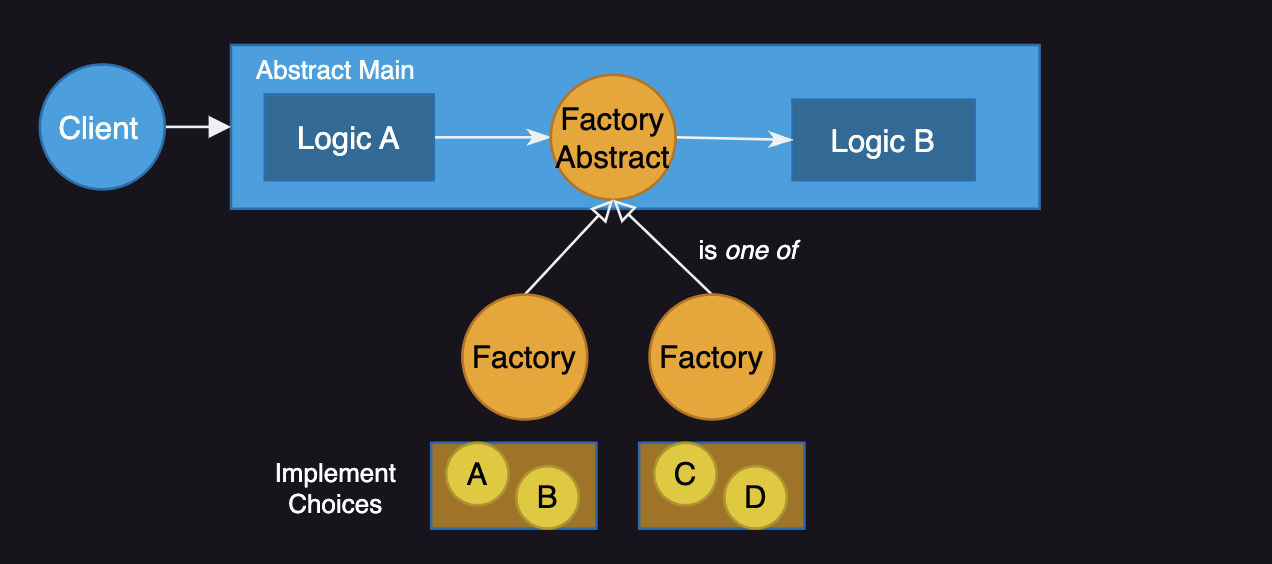 Abstract Main
Client
Logic A
Factory
Abstract
Logic B
is one of
Factory
Factory
Implement
Choices
A
B
C
D